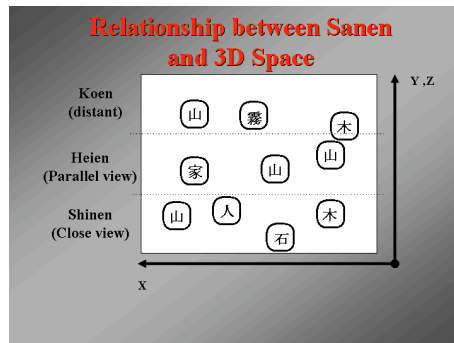 Relationship between Sanen
and 3D Space
Y ,Z
Koen
(distant)
山
霧
木
Heien
(Parallel view)
家
山
山
Shinen
(Close view)
山
人
石
木
X